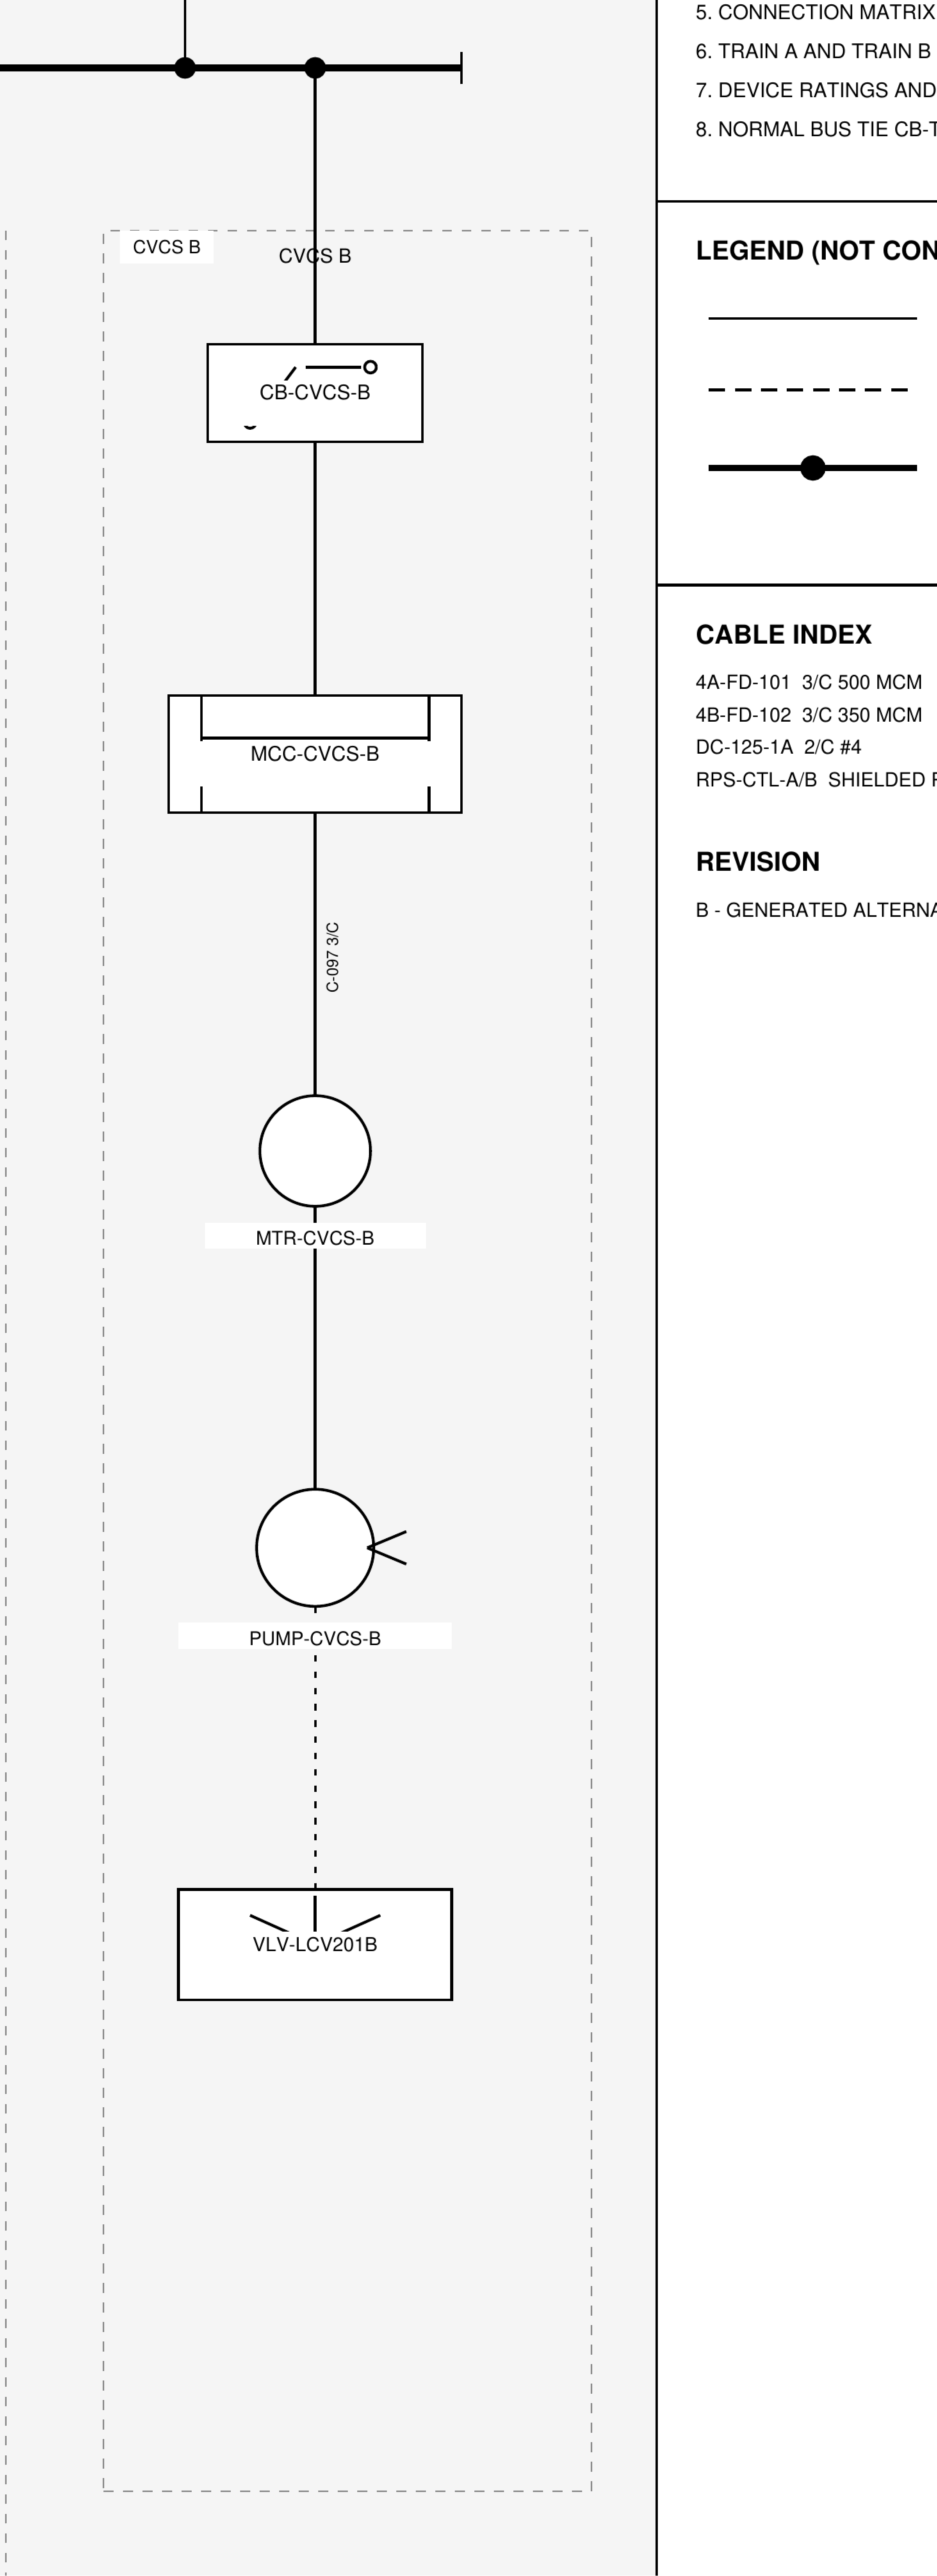 CVCS B
CVCS B
CB-CVCS-B
MCC-CVCS-B
C-097 3/C
MTR-CVCS-B
PUMP-CVCS-B
VLV-LCV201B
5. CONNECTION MATRIX
6. TRAIN A AND TRAIN B
7. DEVICE RATINGS AND
8. NORMAL BUS TIE CB-
LEGEND (NOT CON
CABLE INDEX
4A-FD-101 3/C 500 MCM
4B-FD-102 3/C 350 MCM
DC-125-1A 2/C #4
RPS-CTL-A/B SHIELDED
REVISION
B - GENERATED ALTERNA